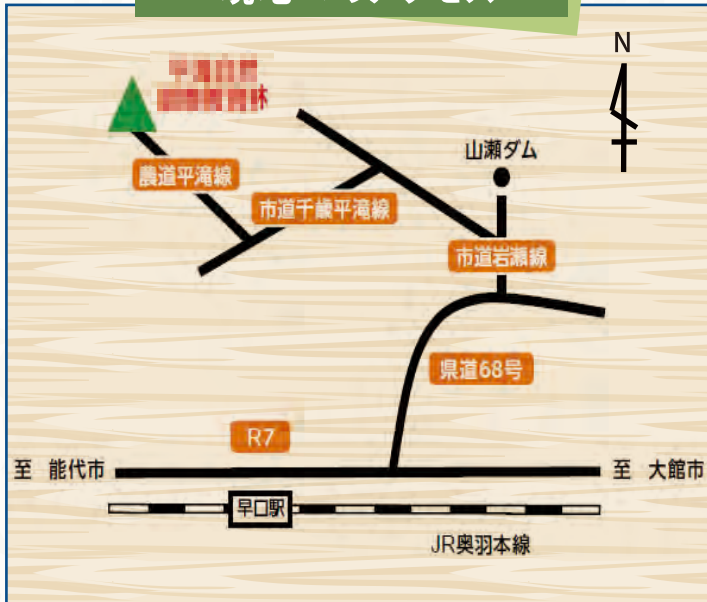 N
林
山瀬ダム
農道平滝線
市道千歳平滝線
市道岩瀬線
県道68号
R7
至 能代市
至 大館市
早口駅
JR奥羽本線